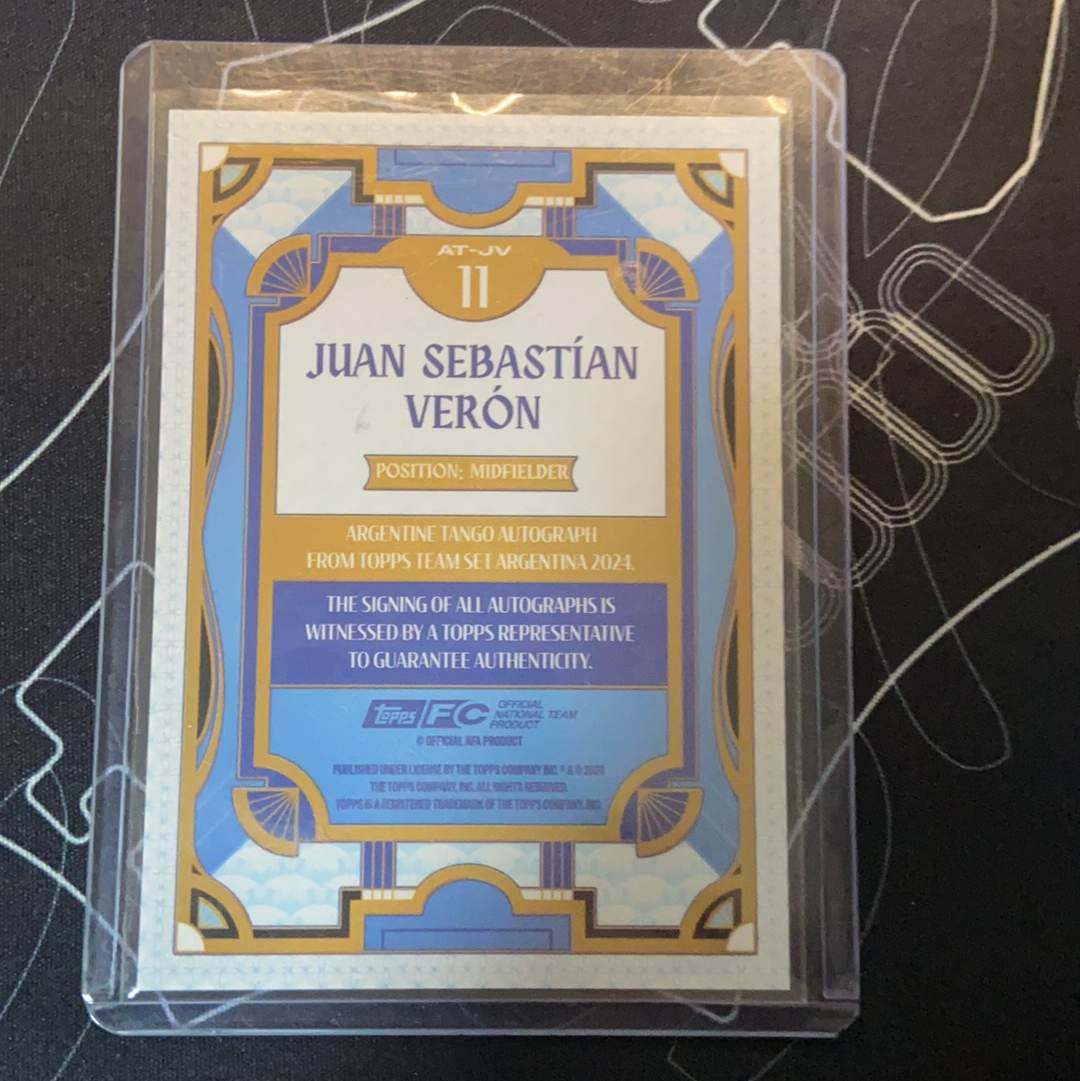 AT-JV
11
JUAN SEBASTÍAN
VERÓN
POSITION: MIDFIELDER
ARGENTINE TANGO AUTOGRAPH
FROM TOPPS TEAM SET ARGENTINA 2024.
THE SIGNING OF ALL AUTOGRAPHS IS
WITNESSED BY A TOPPS REPRESENTATIVE
TO GUARANTEE AUTHENTICITY.
topps FC OFFICIAL
NATIONAL TEAM
PRODUCT
© OFFICIAL AFA PRODUCT
PUBLISHED UNDER LICENSE BY THE TOPPS COMPANY INC. ® & © 2024
THE TOPPS COMPANY, INC. ALL RIGHTS RESERVED.
TOPPS IS A REGISTERED TRADEMARK OF THE TOPPS COMPANY, INC.